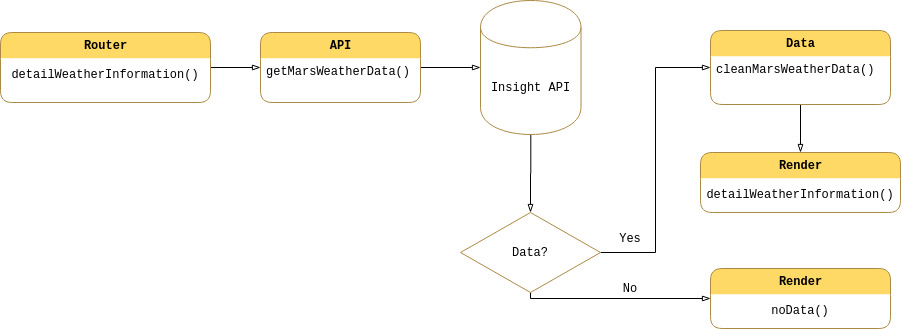 Router
detailWeatherInformation()
API
getMarsWeatherData()
Insight API
Data?
Yes
No
Data
cleanMarsWeatherData()
Render
detailWeatherInformation()
Render
noData()